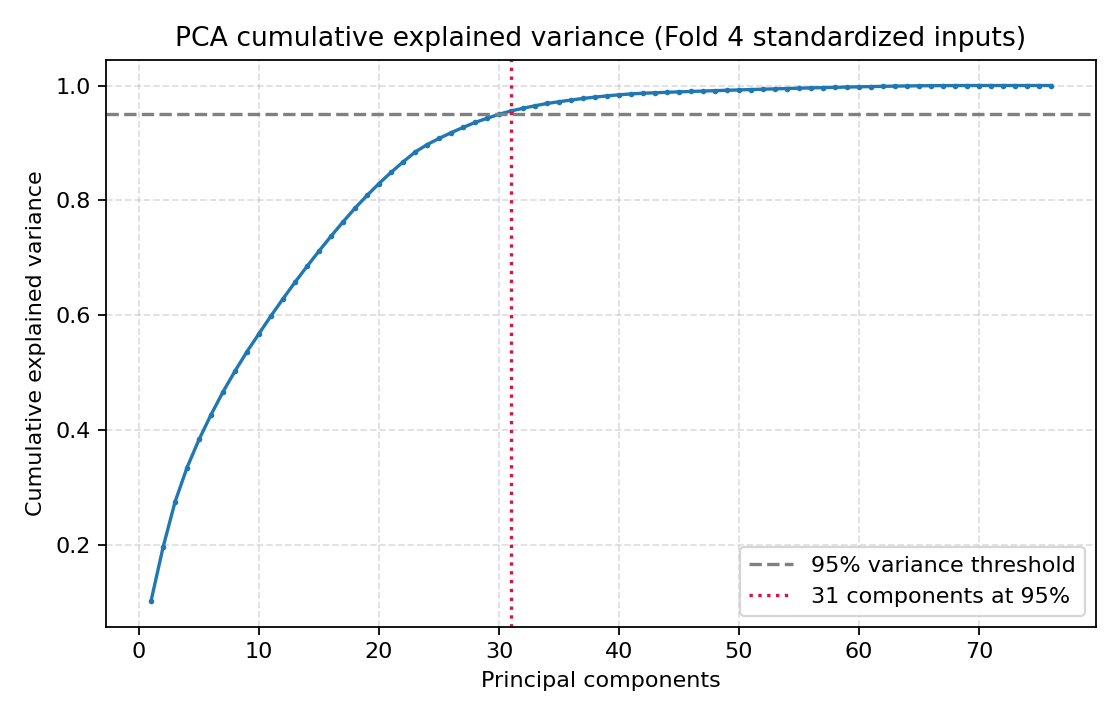 PCA cumulative explained variance (Fold 4 standardized inputs)
Cumulative explained variance
1.0
0.8
0.6
0.4
0.2
0 10 20 30 40 50 60 70
Principal components
95% variance threshold
31 components at 95%